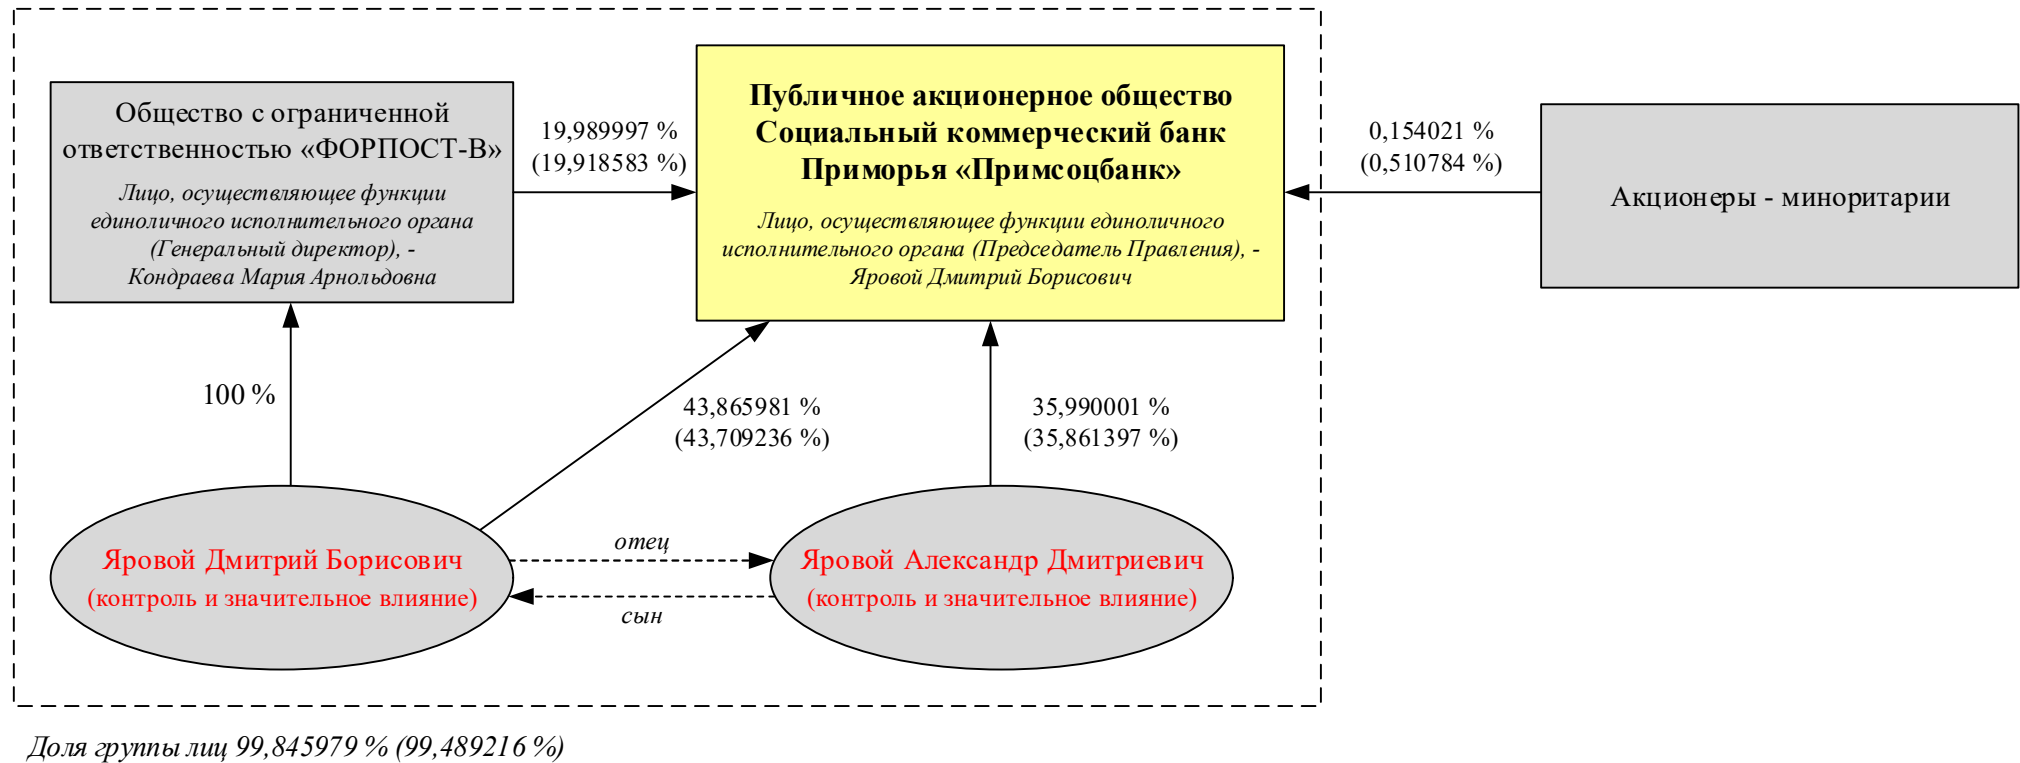 Общество с ограниченной
ответственностью «ФОРПОСТ-В»
Лицо, осуществляющее функции
единоличного исполнительного органа
(Генеральный директор), -
Кондраева Мария Арнольдовна
19,989997 %
(19,918583 %)
Публичное акционерное общество
Социальный коммерческий банк
Приморья «Примсоцбанк»
Лицо, осуществляющее функции единоличного
исполнительного органа (Председатель Правления), -
Яровой Дмитрий Борисович
0,154021 %
(0,510784 %)
Акционеры - миноритарии
100 %
43,865981 %
(43,709236 %)
35,990001 %
(35,861397 %)
Яровой Дмитрий Борисович
(контроль и значительное влияние)
отец
сын
Яровой Александр Дмитриевич
(контроль и значительное влияние)
Доля группы лиц 99,845979 % (99,489216 %)